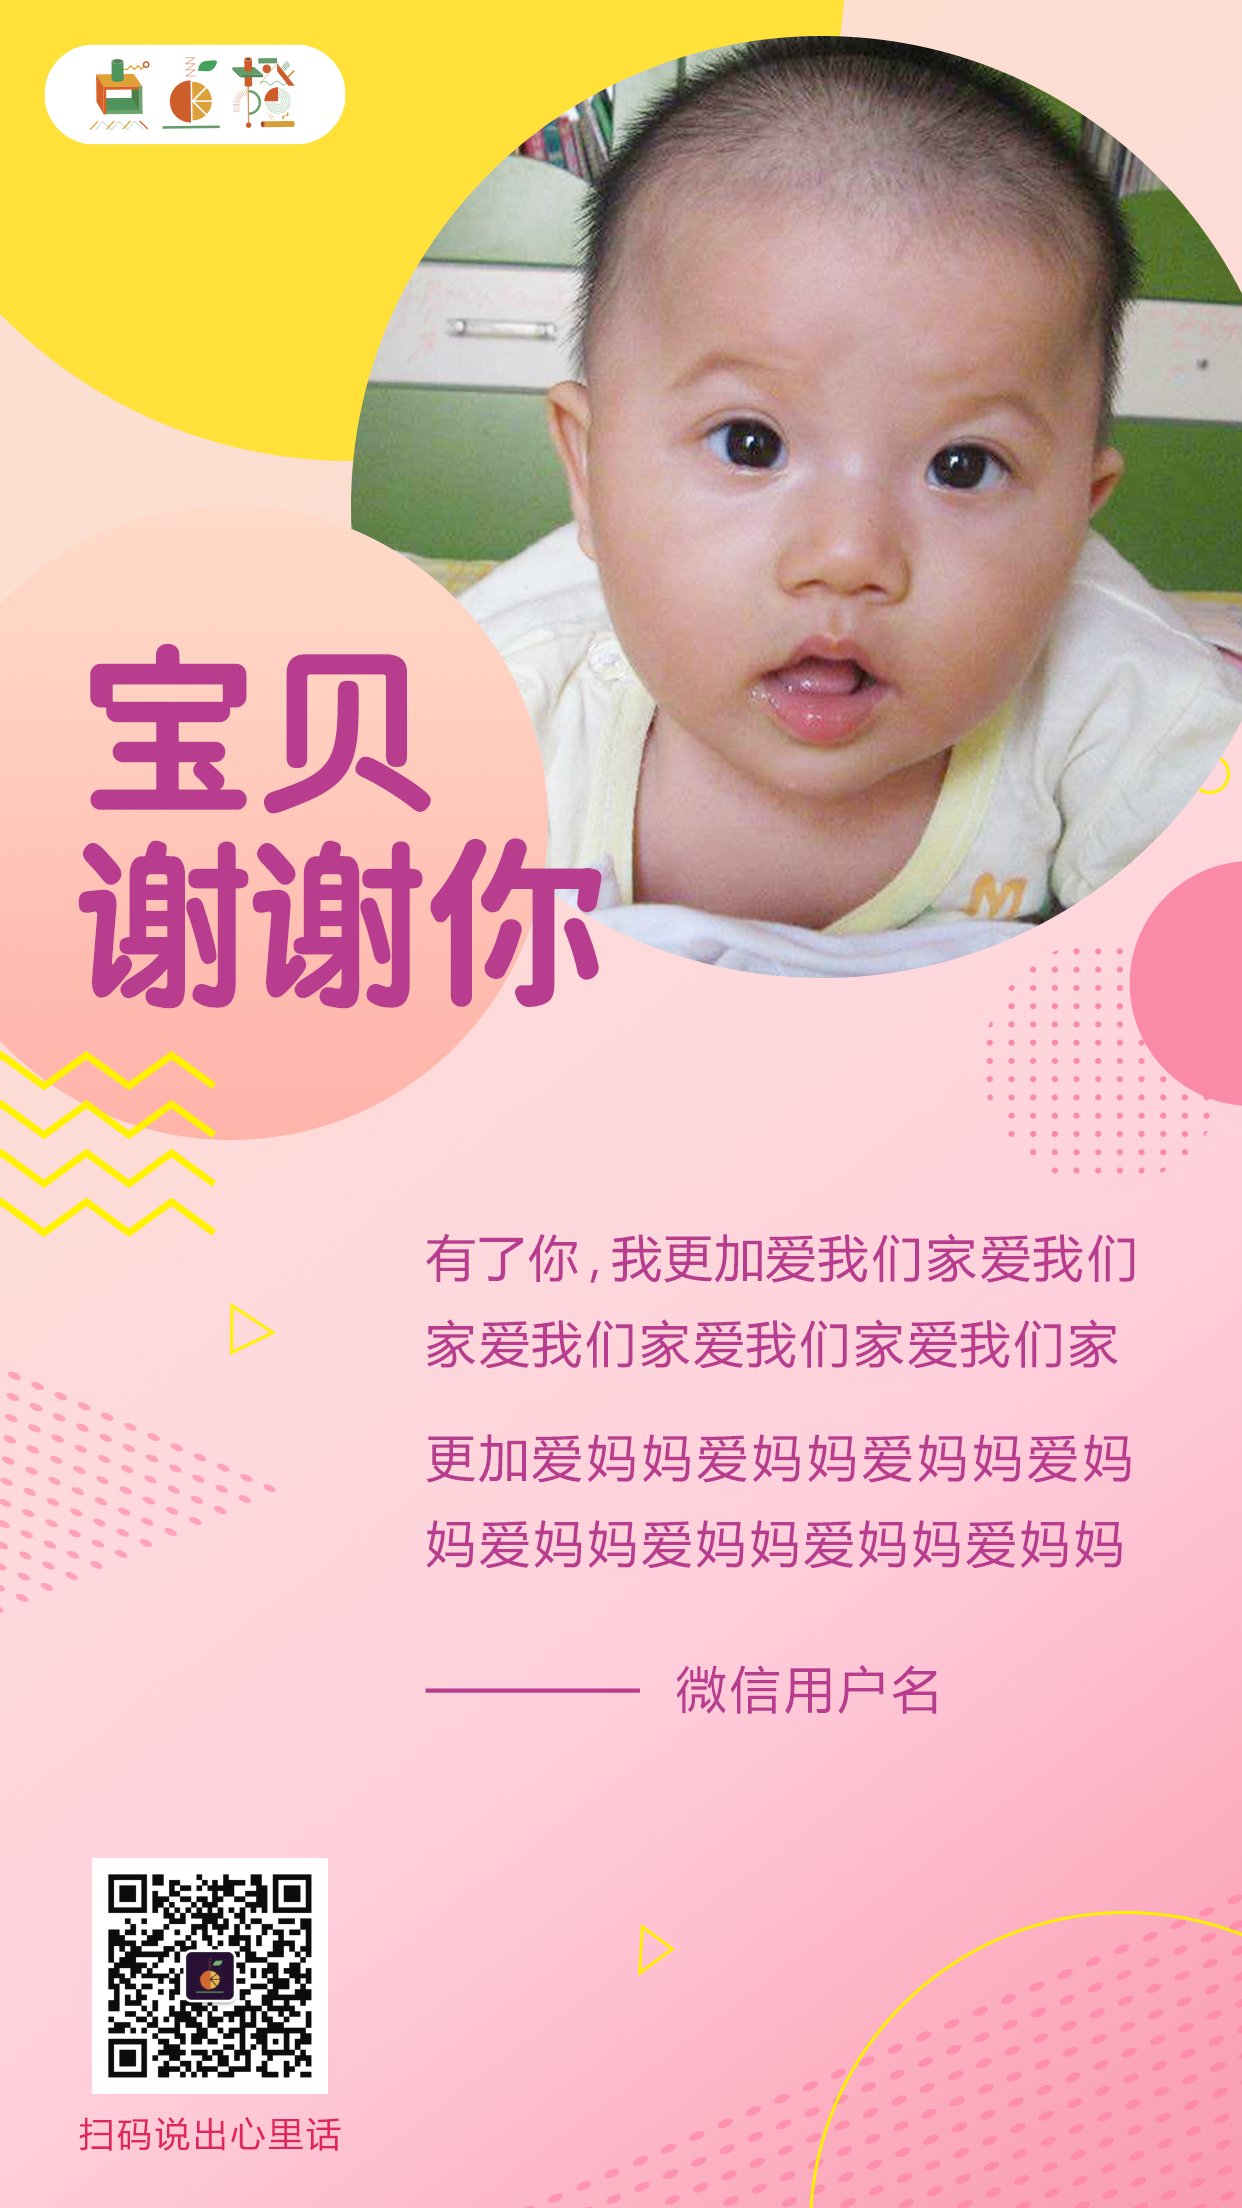 宝贝
谢谢你
有了你,我更加爱我们家爱我们
家爱我们家爱我们家爱我们家
更加爱妈妈爱妈妈爱妈妈爱妈
妈爱妈妈爱妈妈爱妈妈爱妈妈
微信用户名
扫码说出心里话